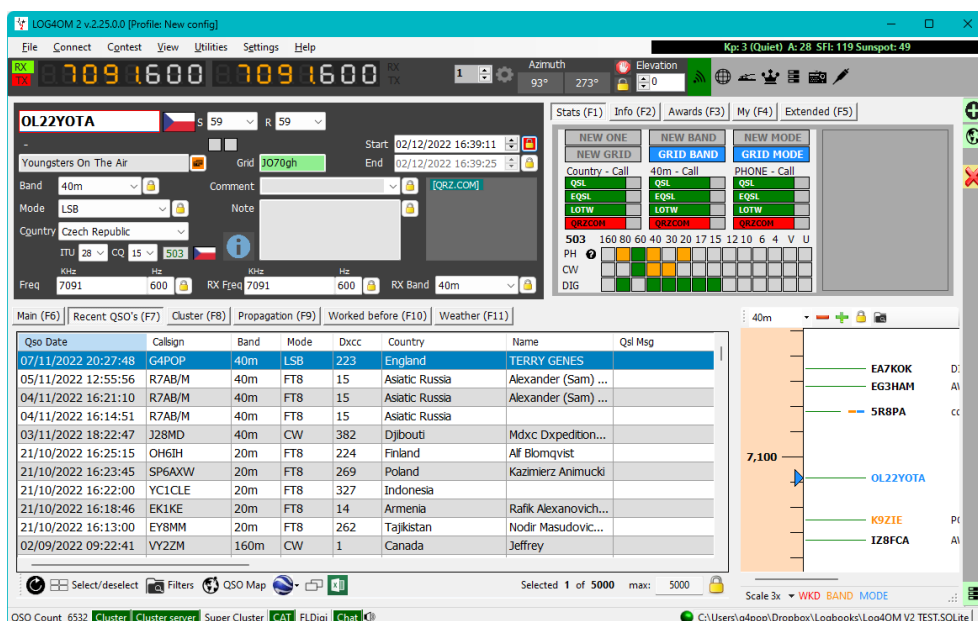 LOG4OM 2 v.2.25.0.0 [Profile: New config]
File Connect Contest View Utilities Settings Help
Kp: 3 (Quiet) A: 28 SFI: 119 Sunspot: 49
RX TX 7091.600 7091.600 RX TX 1 Azimuth 93° 273° Elevation 0
OL22YOTA S 59 R 59
-
Start 02/12/2022 16:39:11
Youngsters On The Air Grid JO70gh End 02/12/2022 16:39:25
Band 40m Comment [QRZ.COM]
Mode LSB Note
Country Czech Republic
ITU 28 CQ 15 503
KHz Hz KHz Hz
Freq 7091 600 RX Freq 7091 600 RX Band 40m
Stats (F1) Info (F2) Awards (F3) My (F4) Extended (F5)
NEW ONE NEW BAND NEW MODE
NEW GRID GRID BAND GRID MODE
Country - Call 40m - Call PHONE - Call
QSL QSL QSL
EQSL EQSL EQSL
LOTW LOTW LOTW
QRZCOM QRZCOM QRZCOM
503 160 80 60 40 30 20 17 15 12 10 6 4 V U
PH ?
CW
DIG
Main (F6) Recent QSO's (F7) Cluster (F8) Propagation (F9) Worked before (F10) Weather (F11)
Qso Date Callsign Band Mode Dxcc Country Name Qsl Msg
07/11/2022 20:27:48 G4POP 40m LSB 223 England TERRY GENES
05/11/2022 12:55:56 R7AB/M 40m FT8 15 Asiatic Russia Alexander (Sam) ...
04/11/2022 16:21:10 R7AB/M 40m FT8 15 Asiatic Russia Alexander (Sam) ...
04/11/2022 16:14:51 R7AB/M 40m FT8 15 Asiatic Russia
03/11/2022 18:22:47 J28MD 40m CW 382 Djibouti Mdxc Dxpedition...
21/10/2022 16:25:15 OH6IH 20m FT8 224 Finland Alf Blomqvist
21/10/2022 16:23:45 SP6AXW 20m FT8 269 Poland Kazimierz Animucki
21/10/2022 16:22:00 YC1CLE 20m FT8 327 Indonesia
21/10/2022 16:18:46 EK1KE 20m FT8 14 Armenia Rafik Alexanovich...
21/10/2022 16:13:00 EY8MM 20m FT8 262 Tajikistan Nodir Masudovic...
02/09/2022 09:22:41 VY2ZM 160m CW 1 Canada Jeffrey
Select/deselect Filters QSO Map Selected 1 of 5000 max: 5000
40m
EA7KOK
EG3HAM
5R8PA
7,100
OL22YOTA
K9ZIE
IZ8FCA
Scale 3x WKD BAND MODE
QSO Count 6532 Cluster Cluster server Super Cluster CAT FLDigi Chat C:\Users\g4pop\Dropbox\Logbooks\Log4OM V2 TEST.SQLite